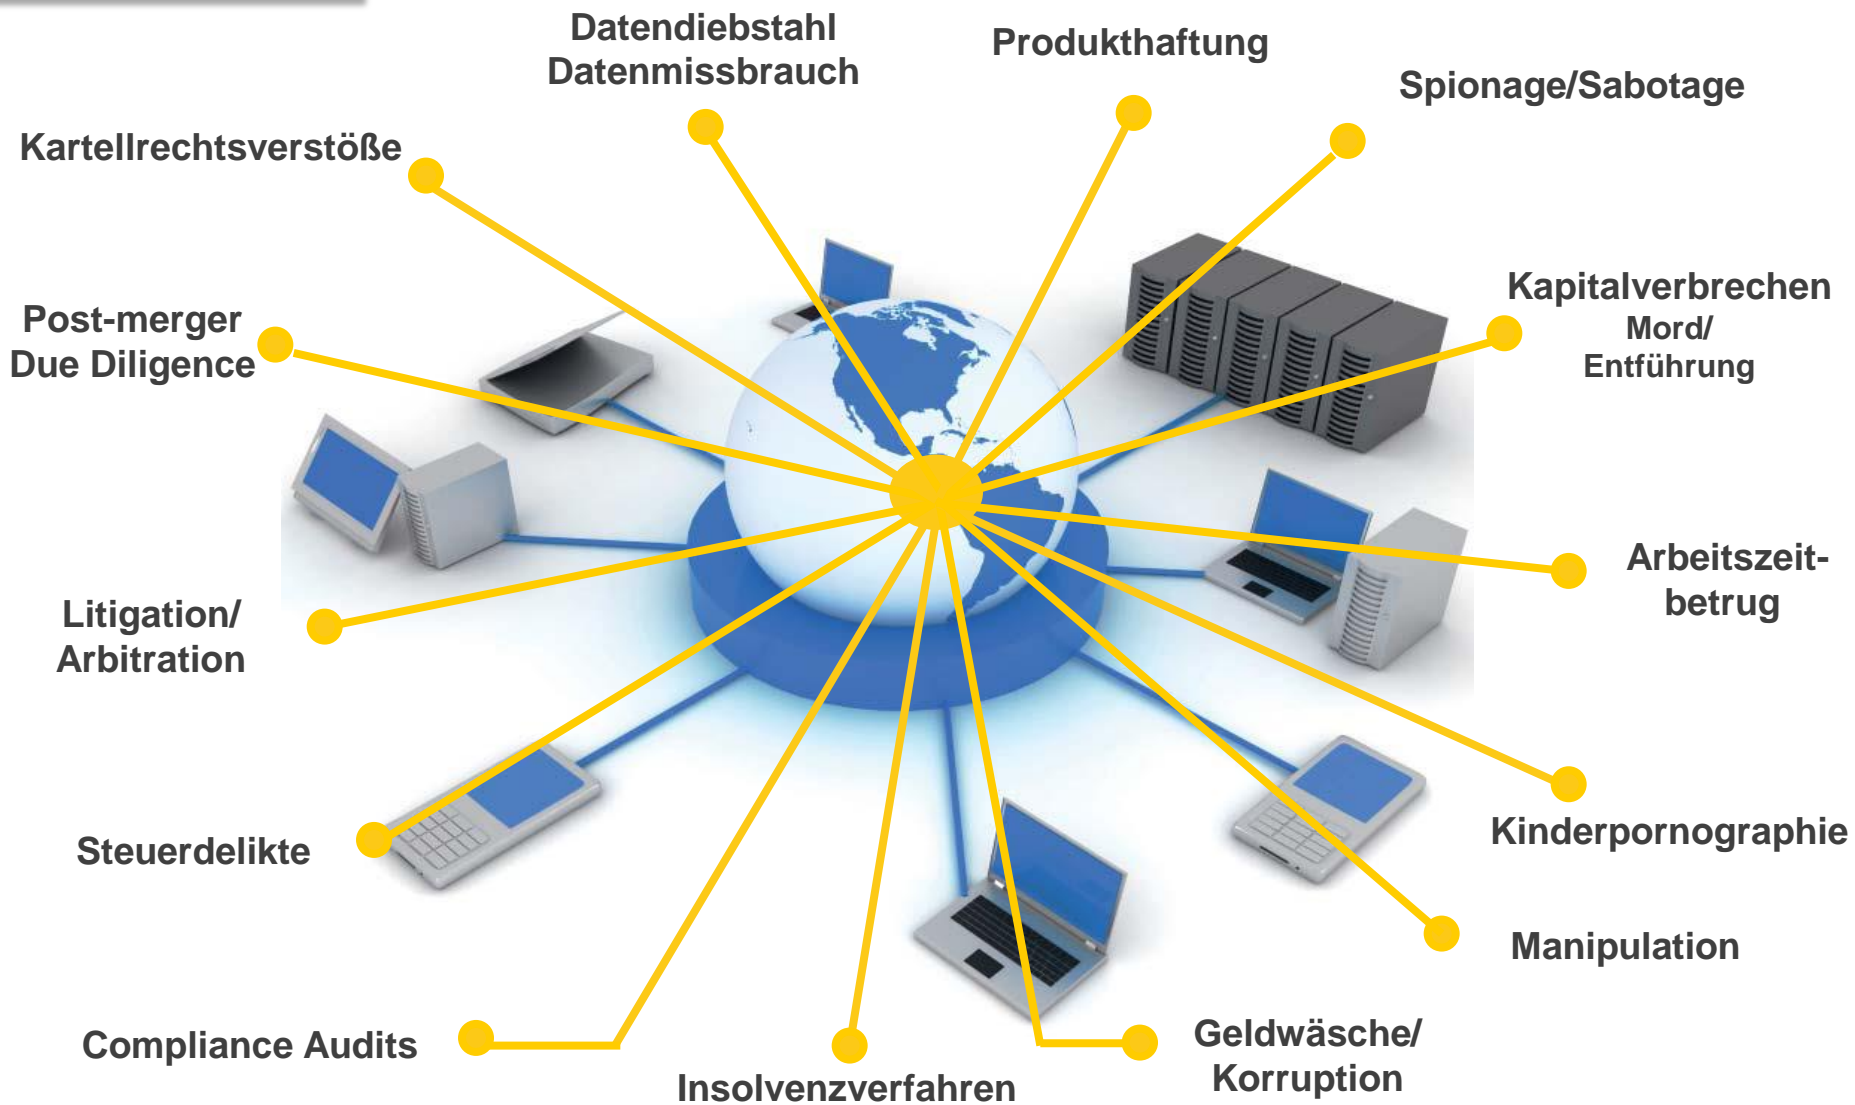 Datendiebstahl
Datenmissbrauch
Produkthaftung
Spionage/Sabotage
Kartellrechtsverstöße
Kapitalverbrechen
Mord/
Entführung
Post-merger
Due Diligence
Arbeitszeit-
betrug
Litigation/
Arbitration
Kinderpornographie
Steuerdelikte
Manipulation
Compliance Audits
Geldwäsche/
Korruption
Insolvenzverfahren